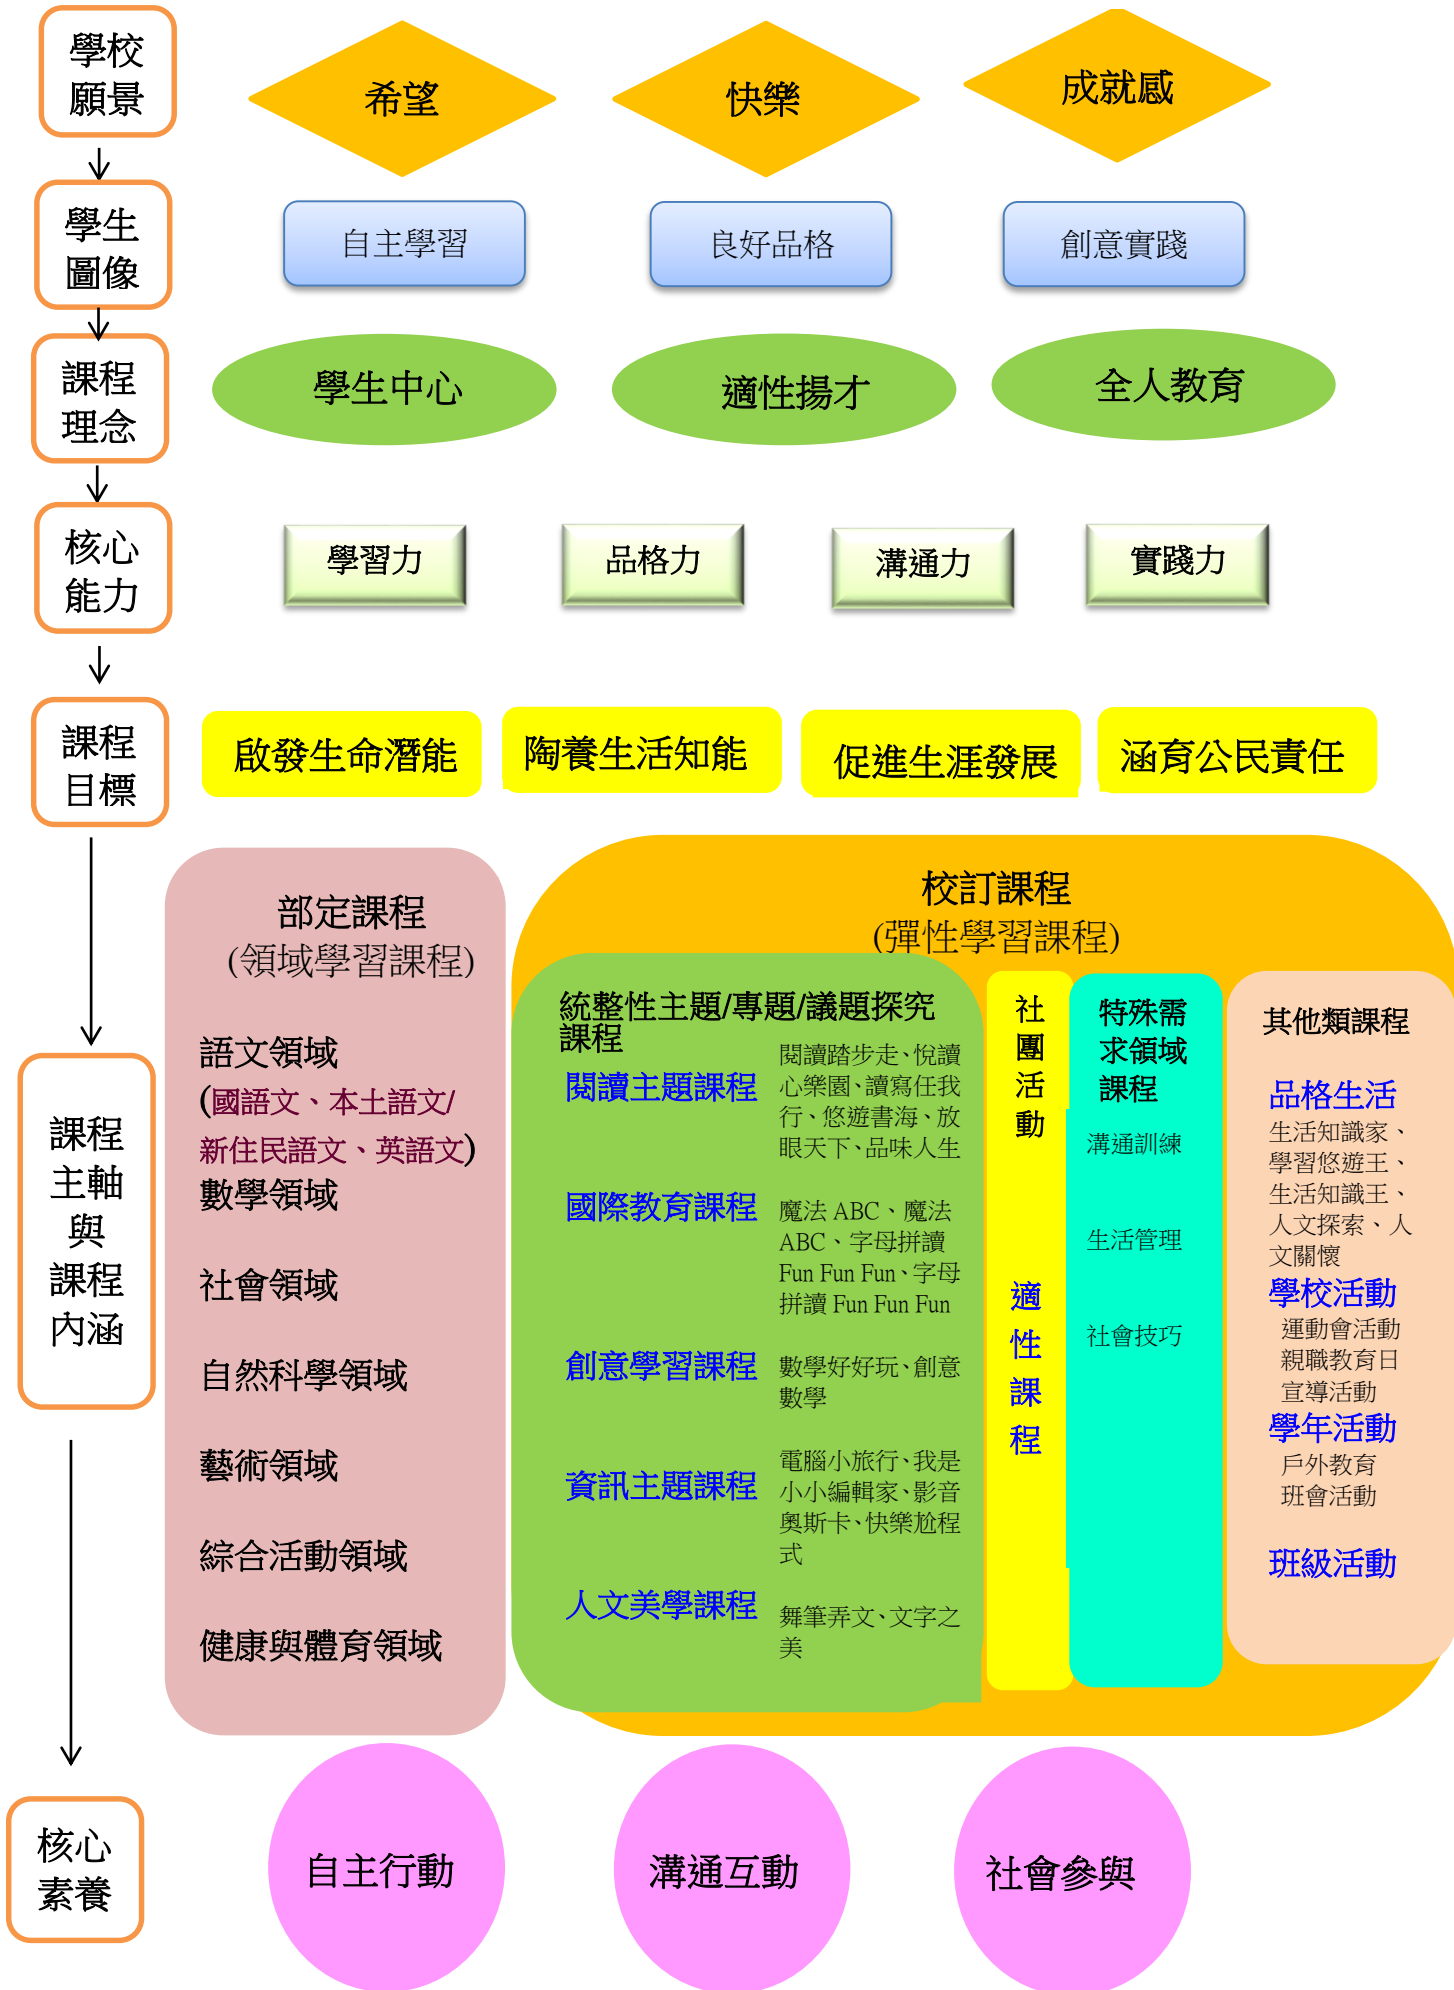 學校
願景
希望
快樂
成就感
學生
圖像
自主學習
良好品格
創意實踐
課程
理念
學生中心
適性揚才
全人教育
核心
能力
學習力
品格力
溝通力
實踐力
課程
目標
啟發生命潛能
陶養生活知能
促進生涯發展
涵育公民責任
課程
主軸
與
課程
內涵
部定課程
(領域學習課程)
語文領域
(國語文、本土語文/
新住民語文、英語文)
數學領域
社會領域
自然科學領域
藝術領域
綜合活動領域
健康與體育領域
校訂課程
(彈性學習課程)
統整性主題/專題/議題探究
課程
閱讀主題課程
閱讀踏步走、悅讀
心樂園、讀寫任我
行、悠遊書海、放
眼天下、品味人生
國際教育課程
魔法 ABC、魔法
ABC、字母拼讀
Fun Fun Fun、字母
拼讀 Fun Fun Fun
創意學習課程
數學好好玩、創意
數學
資訊主題課程
電腦小旅行、我是
小小編輯家、影音
奧斯卡、快樂尬程
式
人文美學課程
舞筆弄文、文字之
美
社
團
活
動
適
性
課
程
特殊需
求領域
課程
溝通訓練
生活管理
社會技巧
其他類課程
品格生活
生活知識家、
學習悠遊王、
生活知識王、
人文探索、人
文關懷
學校活動
運動會活動
親職教育日
宣導活動
學年活動
戶外教育
班會活動
班級活動
核心
素養
自主行動
溝通互動
社會參與